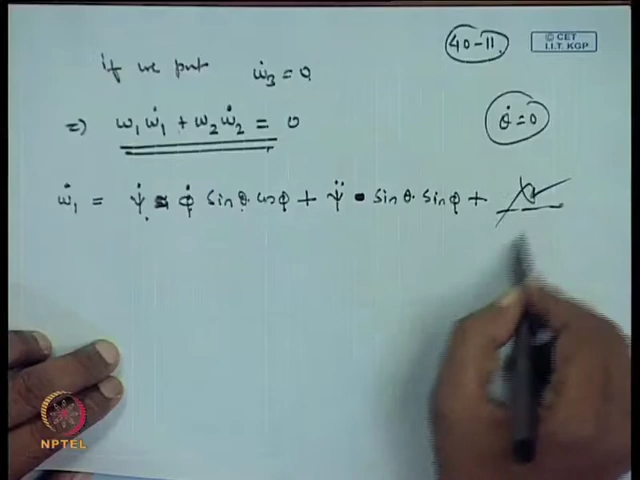 40-11
© CET
I.I.T. KGP
if we put ω̇₃ = 0
⇒) ω₁ω̇₁ + ω₂ω̇₂ = 0
θ̇ = 0
ω̇₁ = ψ̇ φ̇ sinθ. cosφ + ψ̈ sinθ. sinφ +
NPTEL